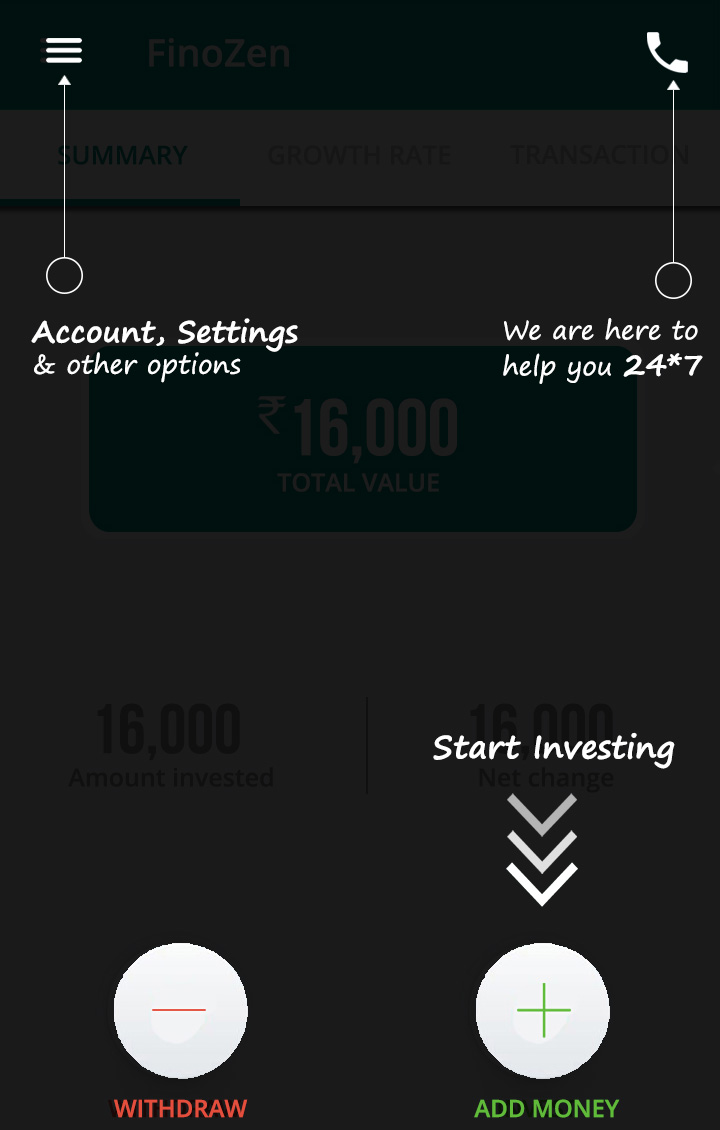 FinoZen
SUMMARY GROWTH RATE TRANSACTION
Account, Settings
& other options
We are here to
help you 24*7
₹16,000
TOTAL VALUE
16,000
Amount invested
16,000
Net change
Start Investing
WITHDRAW
ADD MONEY